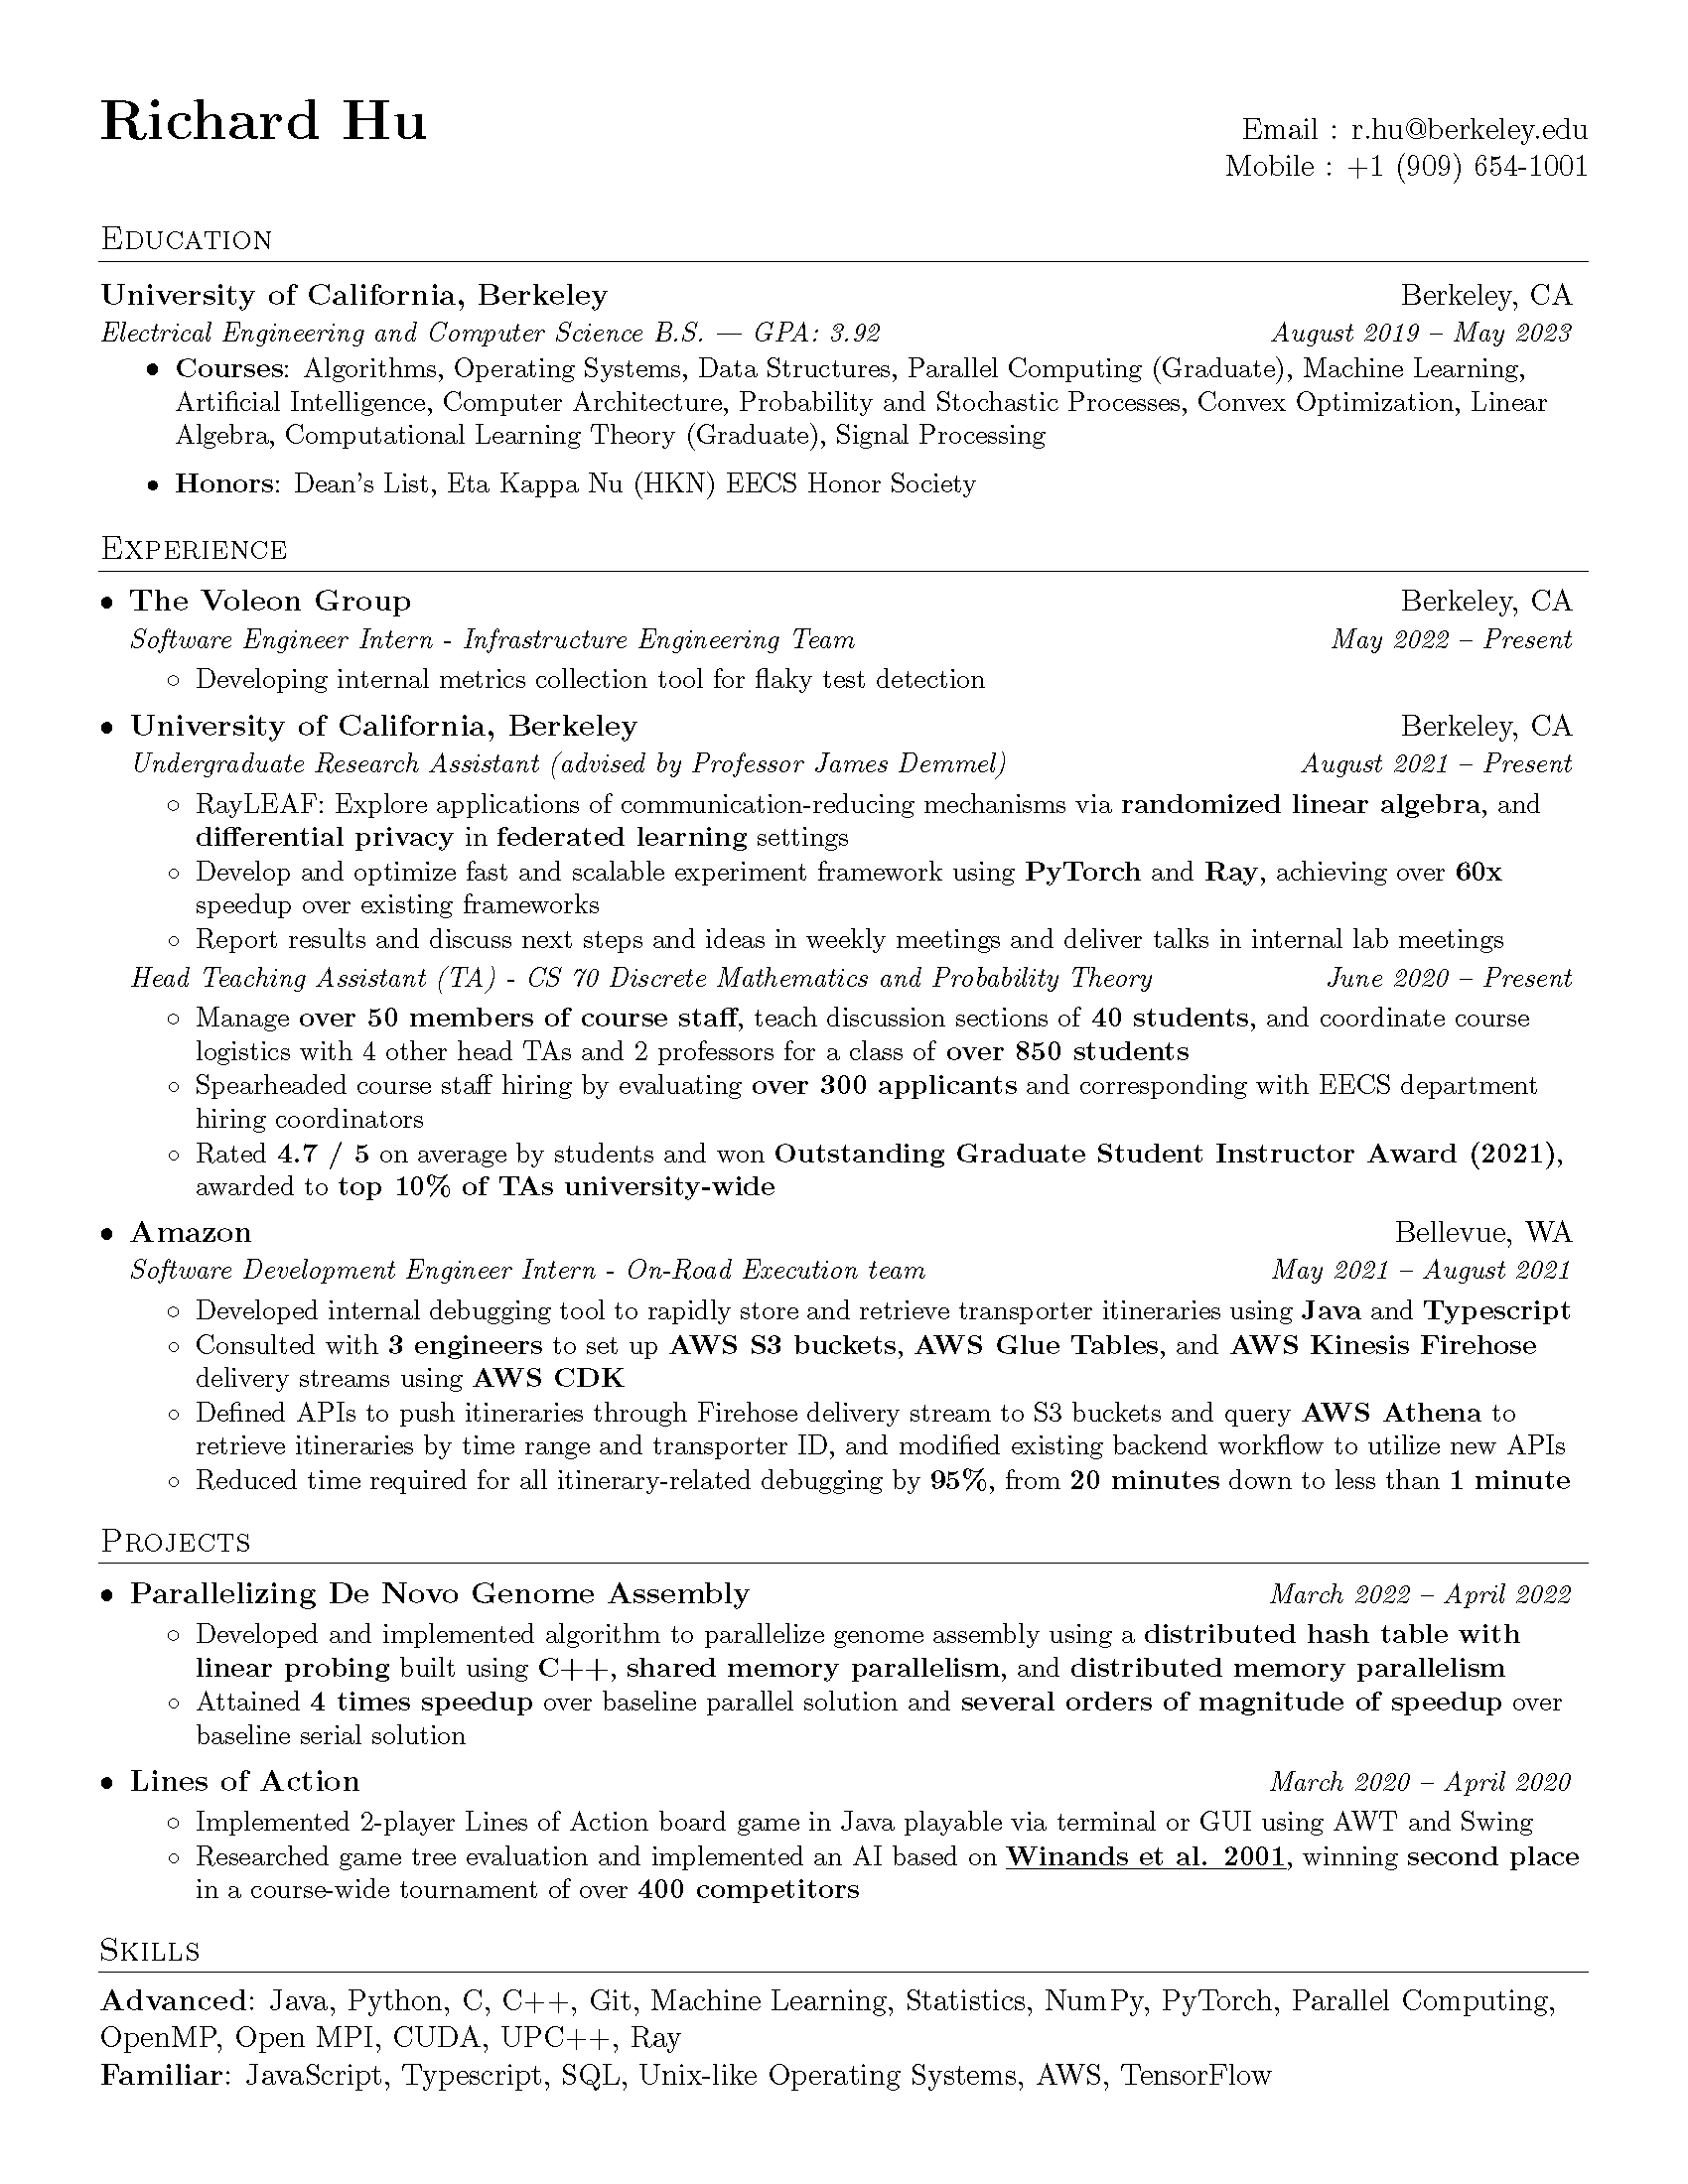 Richard Hu
Email : r.hu@berkeley.edu
Mobile : +1 (909) 654-1001
Education
University of California, Berkeley Berkeley, CA
Electrical Engineering and Computer Science B.S. — GPA: 3.92 August 2019 – May 2023
• Courses: Algorithms, Operating Systems, Data Structures, Parallel Computing (Graduate), Machine Learning,
Artificial Intelligence, Computer Architecture, Probability and Stochastic Processes, Convex Optimization, Linear
Algebra, Computational Learning Theory (Graduate), Signal Processing
• Honors: Dean's List, Eta Kappa Nu (HKN) EECS Honor Society
Experience
• The Voleon Group Berkeley, CA
Software Engineer Intern - Infrastructure Engineering Team May 2022 – Present
○ Developing internal metrics collection tool for flaky test detection
• University of California, Berkeley Berkeley, CA
Undergraduate Research Assistant (advised by Professor James Demmel) August 2021 – Present
○ RayLEAF: Explore applications of communication-reducing mechanisms via randomized linear algebra, and
differential privacy in federated learning settings
○ Develop and optimize fast and scalable experiment framework using PyTorch and Ray, achieving over 60x
speedup over existing frameworks
○ Report results and discuss next steps and ideas in weekly meetings and deliver talks in internal lab meetings
Head Teaching Assistant (TA) - CS 70 Discrete Mathematics and Probability Theory June 2020 – Present
○ Manage over 50 members of course staff, teach discussion sections of 40 students, and coordinate course
logistics with 4 other head TAs and 2 professors for a class of over 850 students
○ Spearheaded course staff hiring by evaluating over 300 applicants and corresponding with EECS department
hiring coordinators
○ Rated 4.7 / 5 on average by students and won Outstanding Graduate Student Instructor Award (2021),
awarded to top 10% of TAs university-wide
• Amazon Bellevue, WA
Software Development Engineer Intern - On-Road Execution team May 2021 – August 2021
○ Developed internal debugging tool to rapidly store and retrieve transporter itineraries using Java and Typescript
○ Consulted with 3 engineers to set up AWS S3 buckets, AWS Glue Tables, and AWS Kinesis Firehose
delivery streams using AWS CDK
○ Defined APIs to push itineraries through Firehose delivery stream to S3 buckets and query AWS Athena to
retrieve itineraries by time range and transporter ID, and modified existing backend workflow to utilize new APIs
○ Reduced time required for all itinerary-related debugging by 95%, from 20 minutes down to less than 1 minute
Projects
• Parallelizing De Novo Genome Assembly March 2022 – April 2022
○ Developed and implemented algorithm to parallelize genome assembly using a distributed hash table with
linear probing built using C++, shared memory parallelism, and distributed memory parallelism
○ Attained 4 times speedup over baseline parallel solution and several orders of magnitude of speedup over
baseline serial solution
• Lines of Action March 2020 – April 2020
○ Implemented 2-player Lines of Action board game in Java playable via terminal or GUI using AWT and Swing
○ Researched game tree evaluation and implemented an AI based on Winands et al. 2001, winning second place
in a course-wide tournament of over 400 competitors
Skills
Advanced: Java, Python, C, C++, Git, Machine Learning, Statistics, NumPy, PyTorch, Parallel Computing,
OpenMP, Open MPI, CUDA, UPC++, Ray
Familiar: JavaScript, Typescript, SQL, Unix-like Operating Systems, AWS, TensorFlow